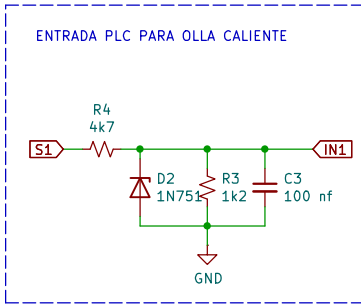 ENTRADA PLC PARA OLLA CALIENTE
R4
4k7
S1
IN1
D2
1N751
R3
1k2
C3
100 nf
GND